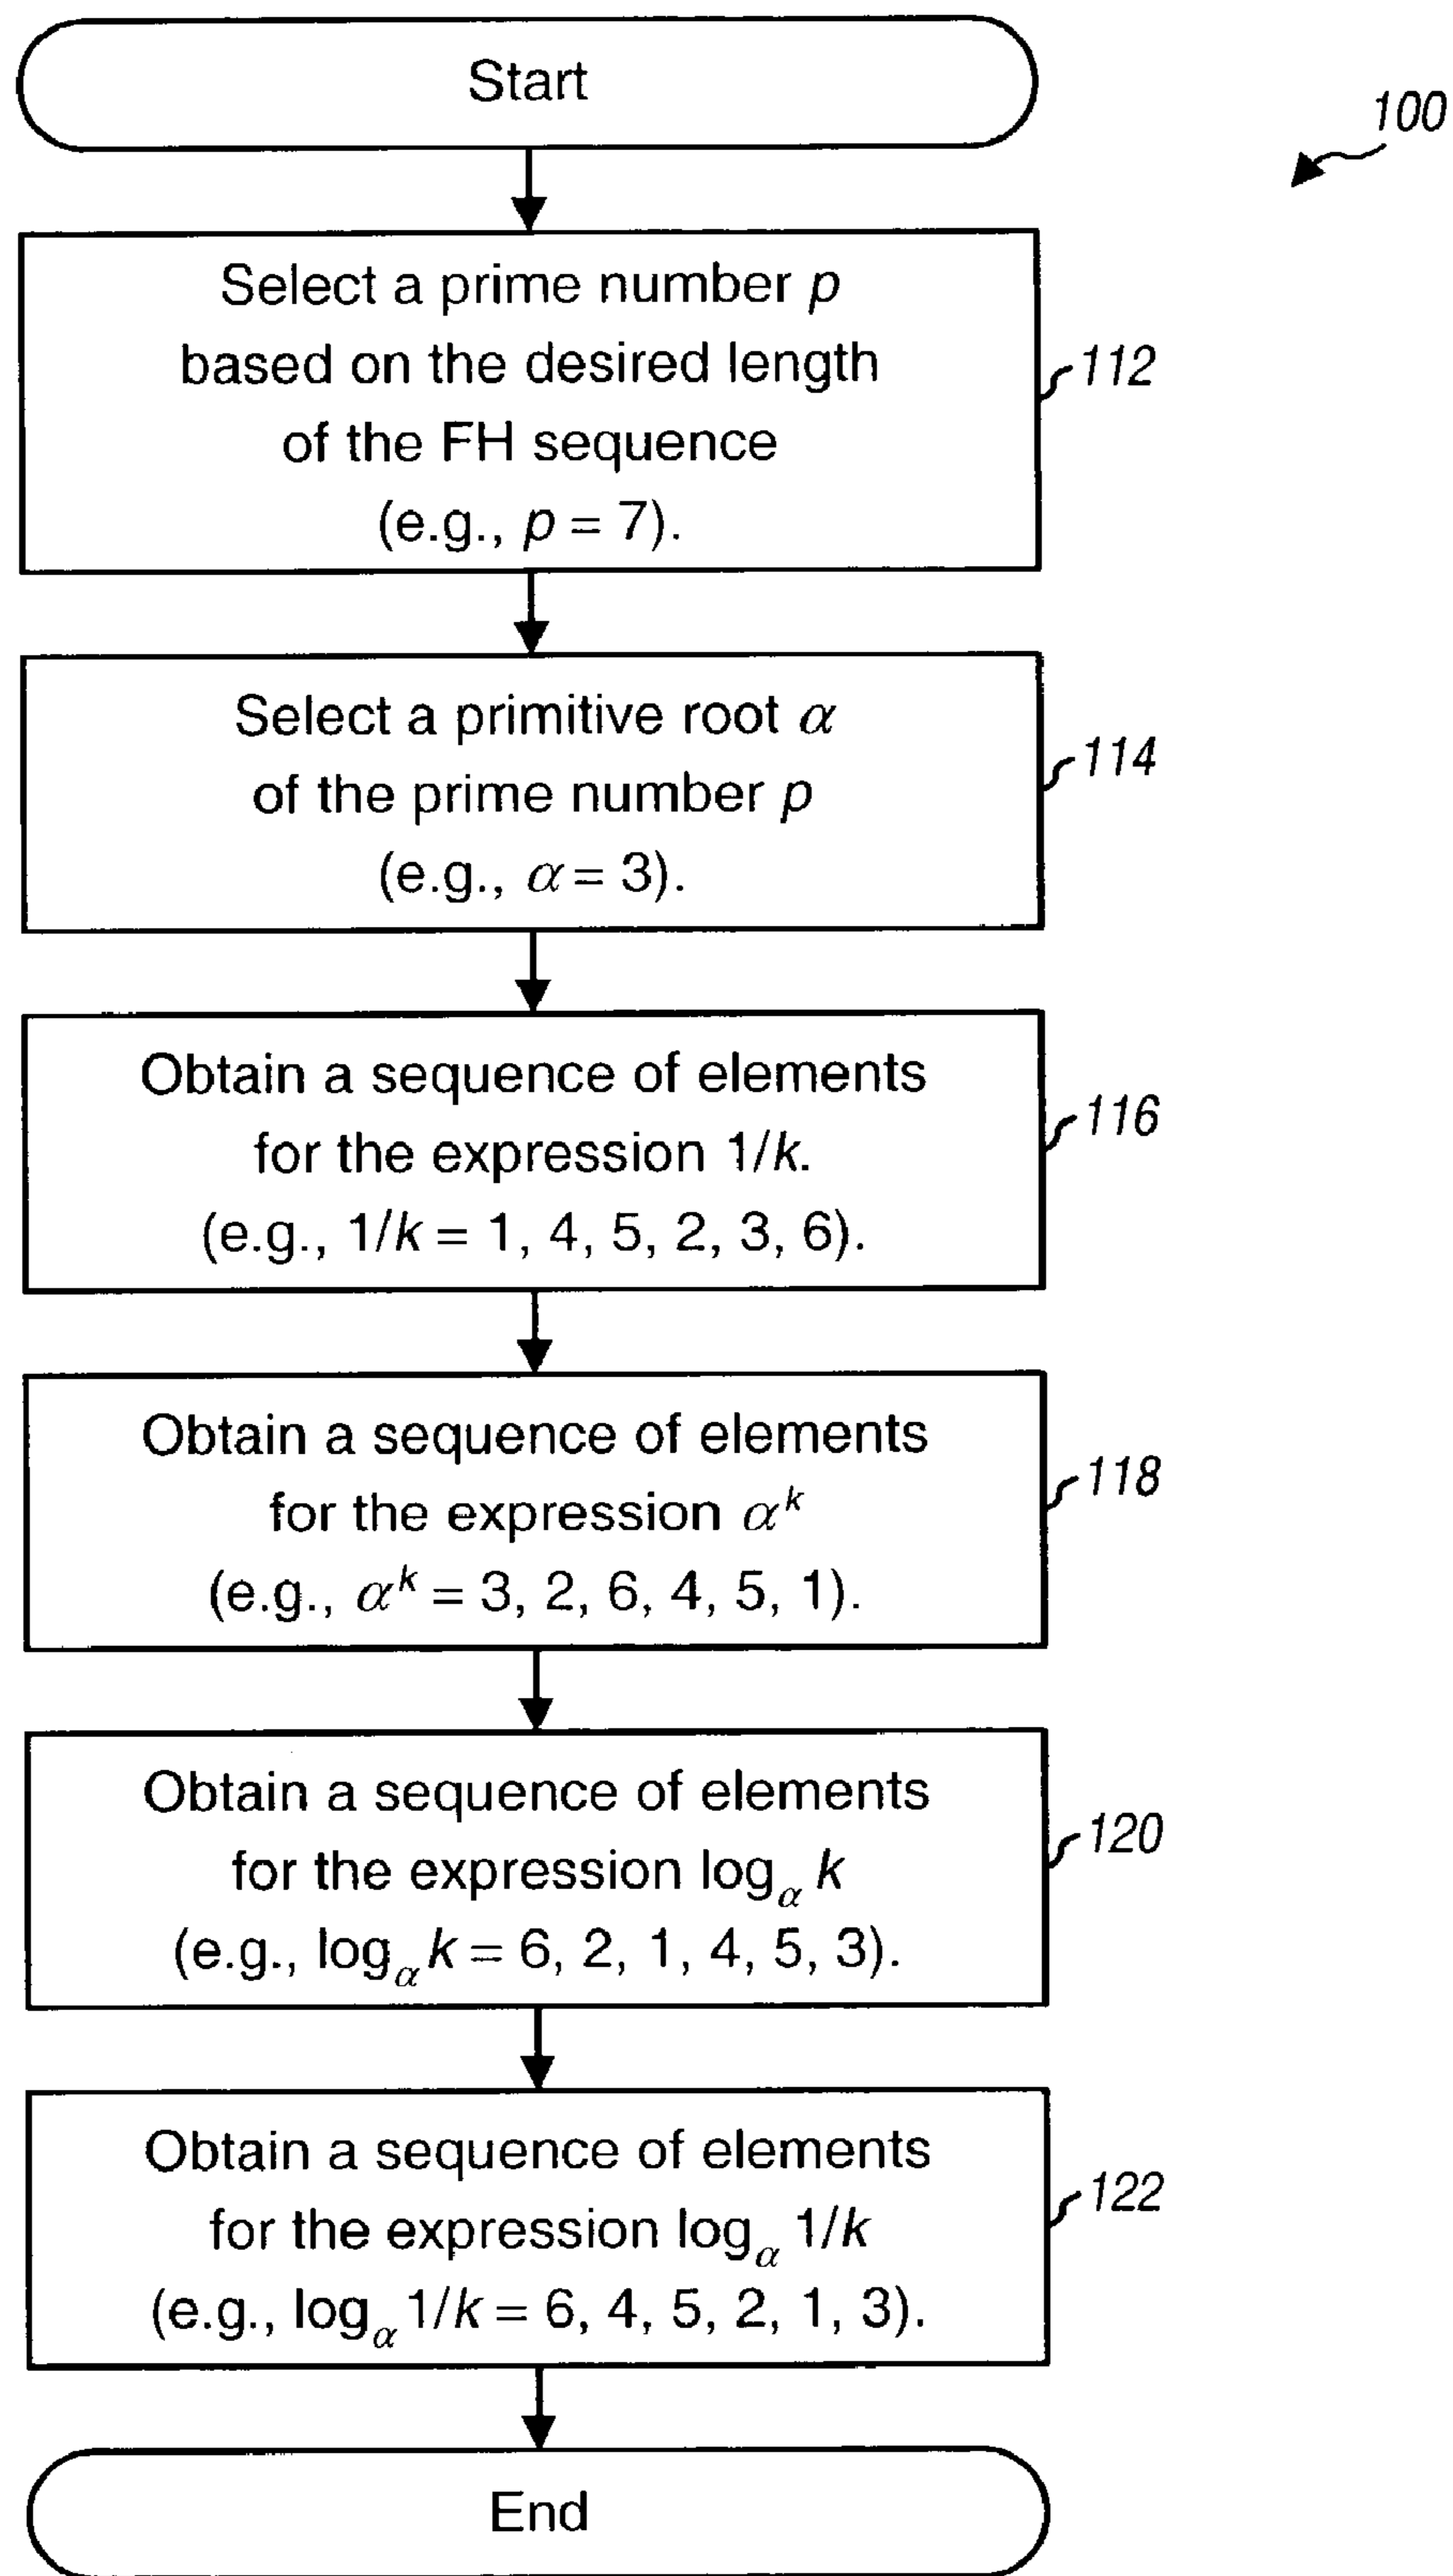 Start
100
Select a prime number p
based on the desired length
of the FH sequence
(e.g., p = 7).
112
Select a primitive root α
of the prime number p
(e.g., α = 3).
114
Obtain a sequence of elements
for the expression 1/k.
(e.g., 1/k = 1, 4, 5, 2, 3, 6).
116
Obtain a sequence of elements
for the expression α^k
(e.g., α^k = 3, 2, 6, 4, 5, 1).
118
Obtain a sequence of elements
for the expression log_α k
(e.g., log_α k = 6, 2, 1, 4, 5, 3).
120
Obtain a sequence of elements
for the expression log_α 1/k
(e.g., log_α 1/k = 6, 4, 5, 2, 1, 3).
122
End